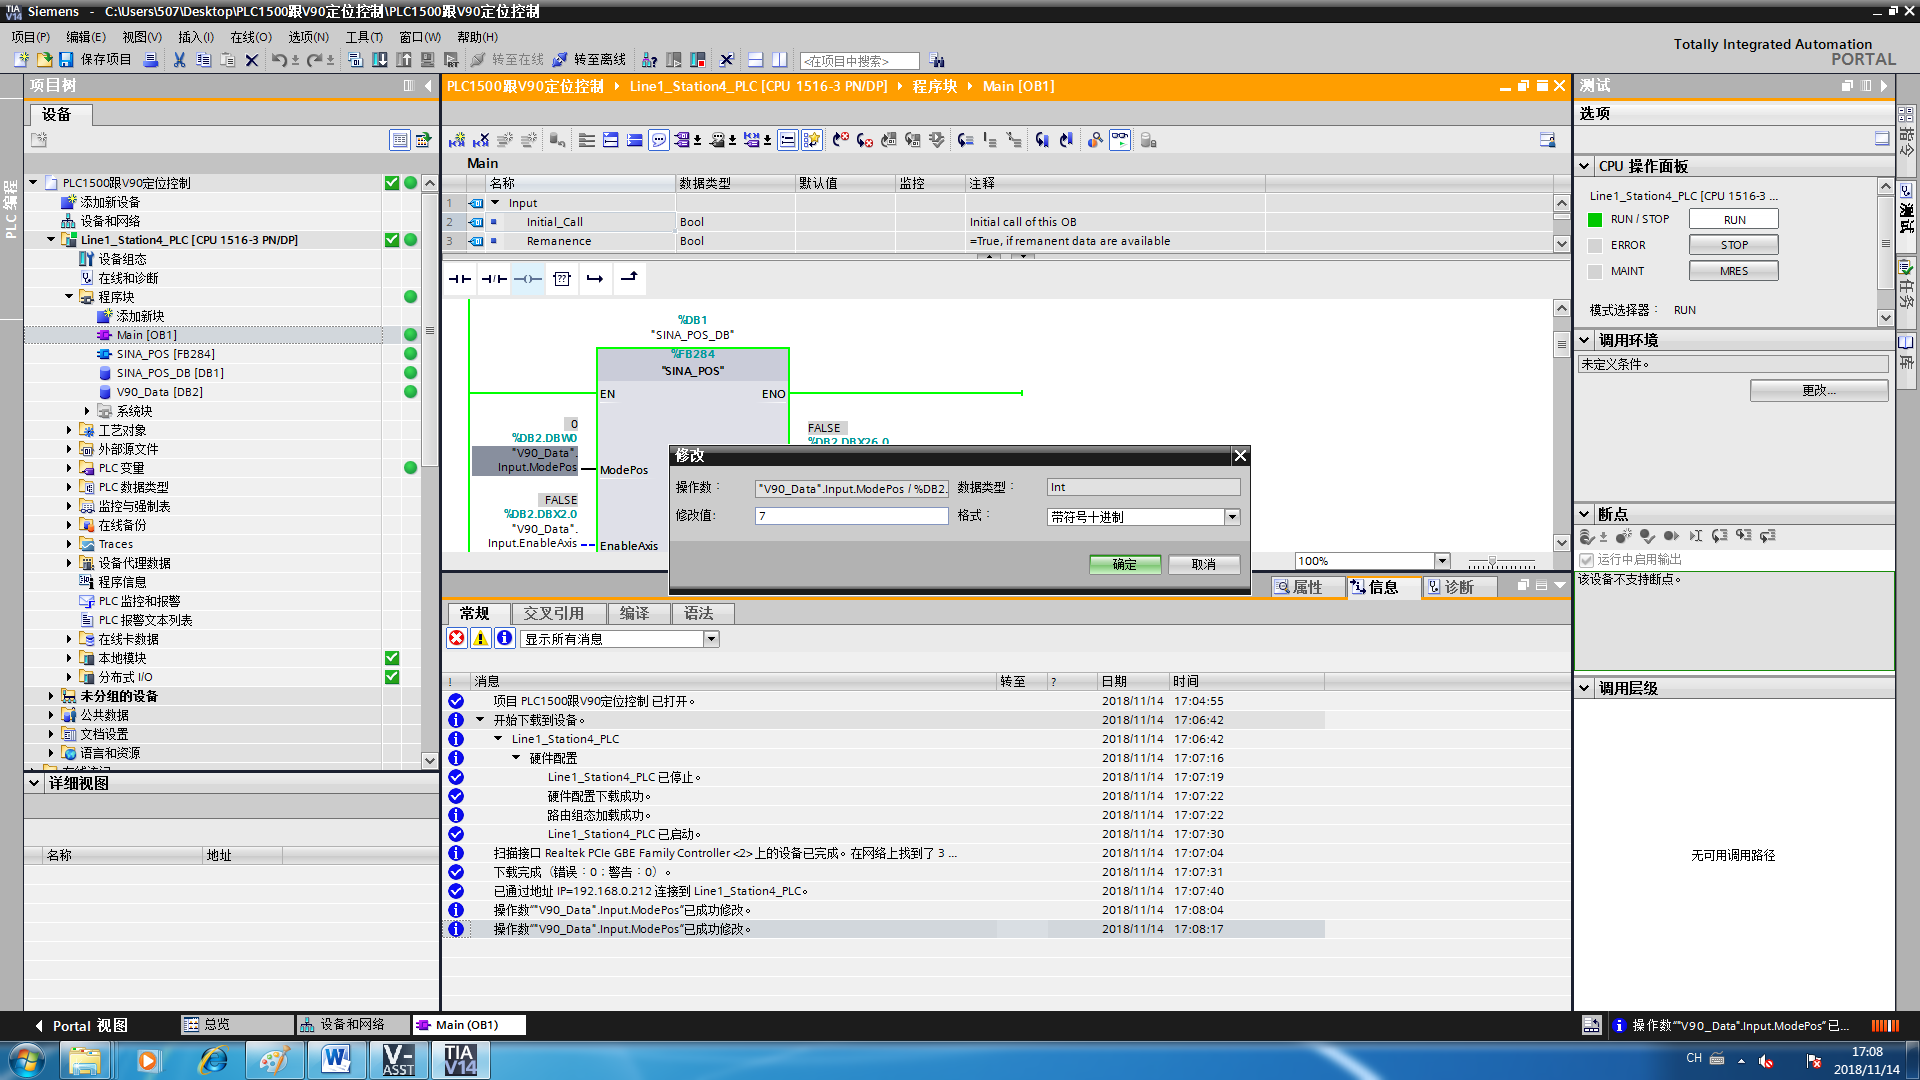 Siemens - C:\Users\507\Desktop\PLC1500跟V90定位控制\PLC1500跟V90定位控制
项目(P) 编辑(E) 视图(V) 插入(I) 在线(O) 选项(N) 工具(T) 窗口(W) 帮助(H)
保存项目 转至在线 转至离线 <在项目中搜索>
Totally Integrated Automation
PORTAL
项目树
设备
PLC 编程
PLC1500跟V90定位控制
添加新设备
设备和网络
Line1_Station4_PLC [CPU 1516-3 PN/DP]
设备组态
在线和诊断
程序块
添加新块
Main [OB1]
SINA_POS [FB284]
SINA_POS_DB [DB1]
V90_Data [DB2]
系统块
工艺对象
外部源文件
PLC 变量
PLC 数据类型
监控与强制表
在线备份
Traces
设备代理数据
程序信息
PLC 监控和报警
PLC 报警文本列表
在线卡数据
本地模块
分布式 I/O
未分组的设备
公共数据
文档设置
语言和资源
详细视图
名称 地址
PLC1500跟V90定位控制 Line1_Station4_PLC [CPU 1516-3 PN/DP] 程序块 Main [OB1]
Main
名称 数据类型 默认值 监控 注释
1 Input
2 Initial_Call Bool Initial call of this OB
3 Remanence Bool =True, if remanent data are available
%DB1
"SINA_POS_DB"
%FB284
"SINA_POS"
EN ENO
0
%DB2.DBW0
"V90_Data".
Input.ModePos ModePos
FALSE
%DB2.DBX26.0
FALSE
%DB2.DBX2.0
"V90_Data".
Input.EnableAxis EnableAxis
修改
操作数： "V90_Data".Input.ModePos / %DB2. 数据类型： Int
修改值: 7 格式： 带符号十进制
确定 取消
100%
属性 信息 诊断
常规 交叉引用 编译 语法
显示所有消息
! 消息 转至 ? 日期 时间
项目 PLC1500跟V90定位控制 已打开。 2018/11/14 17:04:55
开始下载到设备。 2018/11/14 17:06:42
Line1_Station4_PLC 2018/11/14 17:06:42
硬件配置 2018/11/14 17:07:16
Line1_Station4_PLC 已停止。 2018/11/14 17:07:19
硬件配置下载成功。 2018/11/14 17:07:22
路由组态加载成功。 2018/11/14 17:07:22
Line1_Station4_PLC 已启动。 2018/11/14 17:07:30
扫描接口 Realtek PCIe GBE Family Controller <2> 上的设备已完成。在网络上找到了 3 ... 2018/11/14 17:07:04
下载完成（错误：0；警告：0）。 2018/11/14 17:07:31
已通过地址 IP=192.168.0.212 连接到 Line1_Station4_PLC。 2018/11/14 17:07:40
操作数“"V90_Data".Input.ModePos”已成功修改。 2018/11/14 17:08:04
操作数“"V90_Data".Input.ModePos”已成功修改。 2018/11/14 17:08:17
测试
选项
CPU 操作面板
Line1_Station4_PLC [CPU 1516-3 ...
RUN / STOP RUN
ERROR STOP
MAINT MRES
模式选择器： RUN
调用环境
未定义条件。
更改...
断点
运行中启用输出
该设备不支持断点。
调用层级
无可用调用路径
指令
测试
任务
库
Portal 视图 总览 设备和网络 Main (OB1)
操作数“"V90_Data".Input.ModePos”已...
V-ASST
TIA V14
CH
17:08
2018/11/14